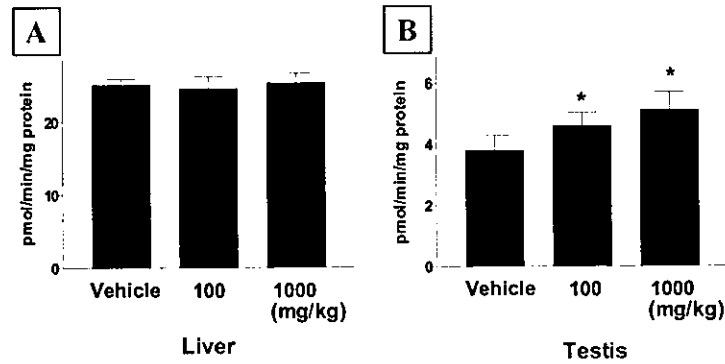 A
pmol/min/mg protein
20
10
0
Vehicle 100 1000
(mg/kg)
Liver
B
pmol/min/mg protein
6
4
2
0
* *
Vehicle 100 1000
(mg/kg)
Testis